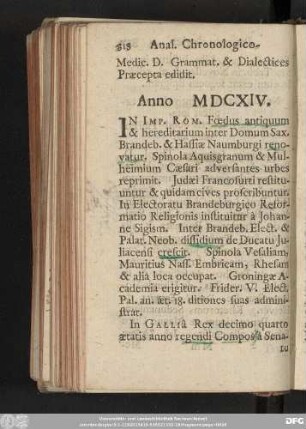 318 Anal. Chronologico-
Medic. D. Grammat. & Dialectices
Præcepta edidit.
Anno MDCXIV.
IN IMP. ROM. Fœdus antiquum
& hereditarium inter Domum Sax.
Brandeb. & Hassiæ Naumburgi reno-
vatur. Spinola Aquisgranum & Mul-
heimium Cæsari adversantes urbes
reprimit. Judæi Francofurti restitu-
untur & quidam cives proscribuntur.
In Electoratu Brandeburgico Refor-
matio Religionis instituitur à Johan-
ne Sigism. Inter Brandeb. Elect. &
Palat. Neob. dissidium de Ducatu Ju-
liacensi crescit. Spinola Vesaliam,
Mauritius Nass. Embricam, Rhesam
& alia loca occupat. Groningæ A-
cademia erigitur. Frider. V. Elect.
Pal. an. æt. 18. ditiones suas admini-
strat.
In GALLIA Rex decimo quarto
ætatis anno regendi Compos à Sena-
tu